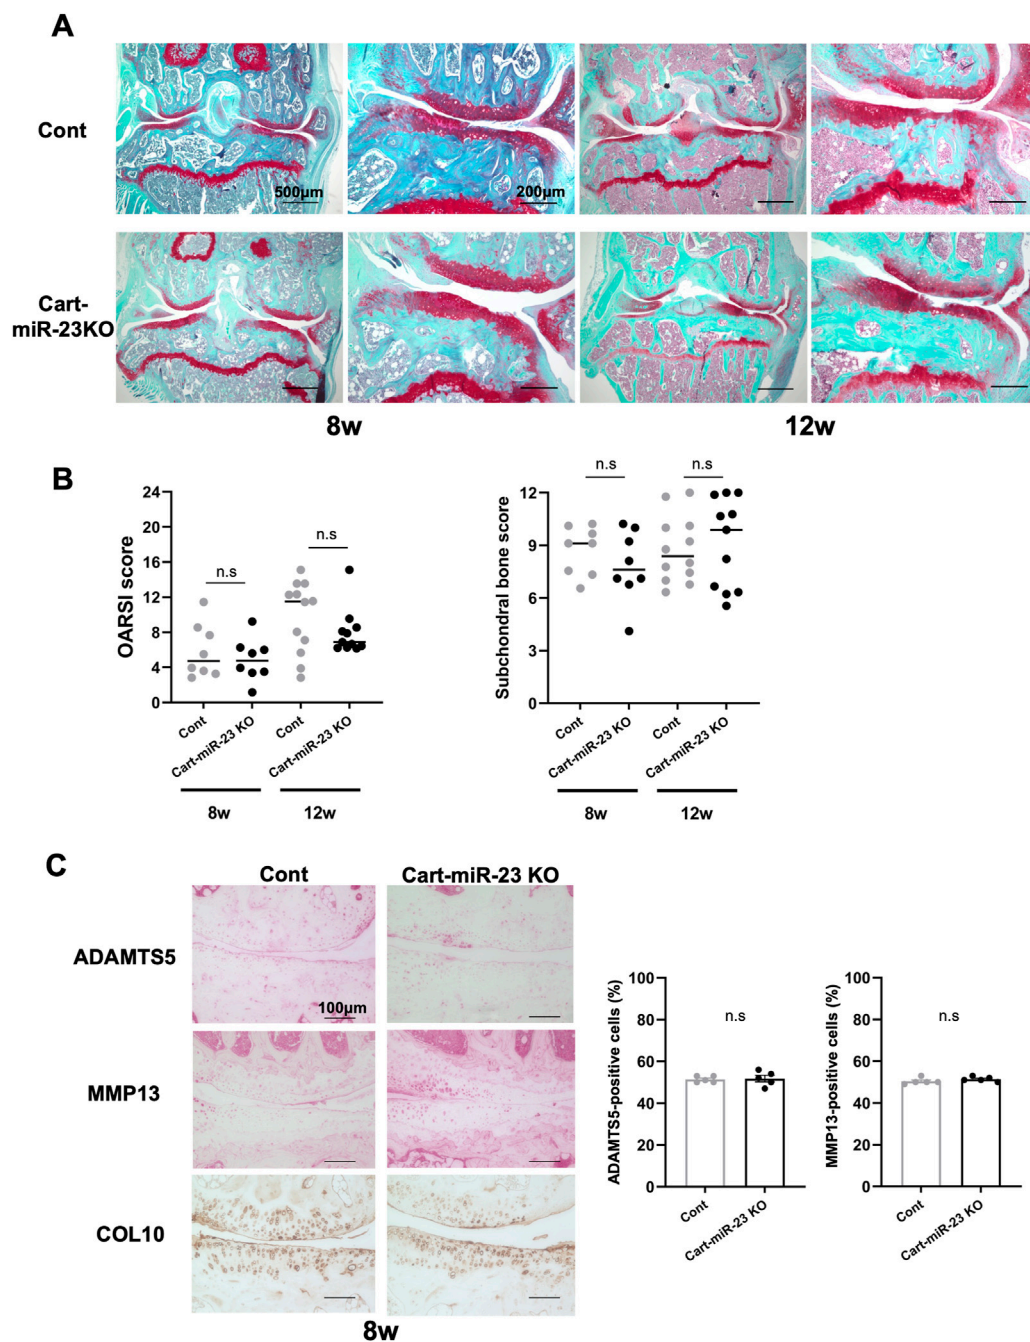 A
Cont
500μm
200μm
Cart-
miR-23KO
8w
12w
B
OARSI score
24
20
16
12
8
4
0
n.s
n.s
Cont
Cart-miR-23 KO
Cont
Cart-miR-23 KO
8w
12w
Subchondral bone score
12
9
6
3
0
n.s
n.s
Cont
Cart-miR-23 KO
Cont
Cart-miR-23 KO
8w
12w
C
Cont
Cart-miR-23 KO
ADAMTS5
100μm
MMP13
COL10
8w
ADAMTS5-positive cells (%)
100
80
60
40
20
0
n.s
Cont
Cart-miR-23 KO
MMP13-positive cells (%)
100
80
60
40
20
0
n.s
Cont
Cart-miR-23 KO